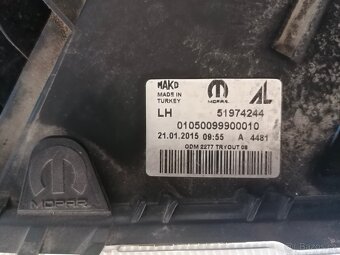 MAKO
MADE IN
TURKEY
MOPAR
AL
LH 51974244
01050099900010
21.01.2015 09:55 A 4481
GDM 2277 TRYOUT 08
MOPAR